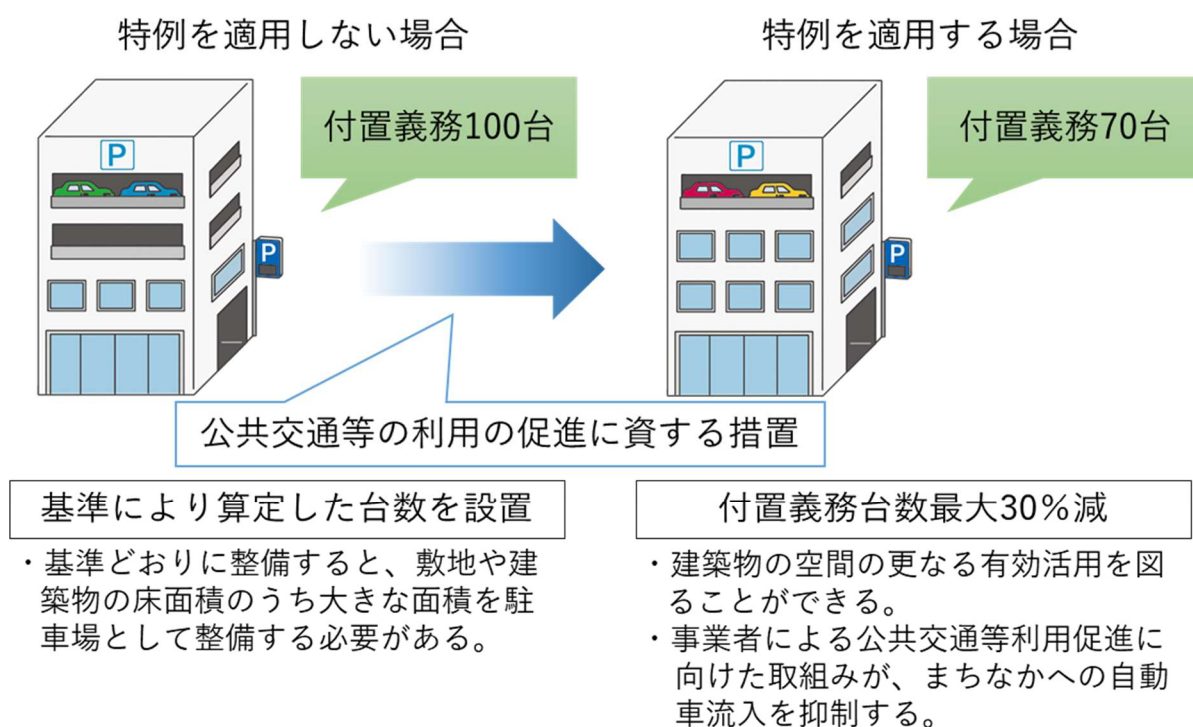 特例を適用しない場合
特例を適用する場合
付置義務100台
付置義務70台
P
P
P
P
公共交通等の利用の促進に資する措置
基準により算定した台数を設置
・基準どおりに整備すると、敷地や建
築物の床面積のうち大きな面積を駐
車場として整備する必要がある。
付置義務台数最大30%減
・建築物の空間の更なる有効活用を図
ることができる。
・事業者による公共交通等利用促進に
向けた取組みが、まちなかへの自動
車流入を抑制する。